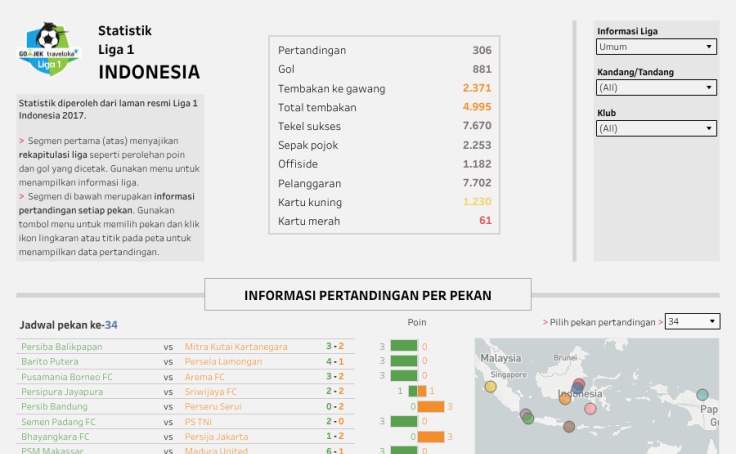 Statistik
Liga 1
INDONESIA
GO-JEK traveloka
Liga 1
Statistik diperoleh dari laman resmi Liga 1
Indonesia 2017.
> Segmen pertama (atas) menyajikan
rekapitulasi liga seperti perolehan poin
dan gol yang dicetak. Gunakan menu untuk
menampilkan informasi liga.
> Segmen di bawah merupakan informasi
pertandingan setiap pekan. Gunakan
tombol menu untuk memilih pekan dan klik
ikon lingkaran atau titik pada peta untuk
menampilkan data pertandingan.
Pertandingan 306
Gol 881
Tembakan ke gawang 2.371
Total tembakan 4.995
Tekel sukses 7.670
Sepak pojok 2.253
Offiside 1.182
Pelanggaran 7.702
Kartu kuning 1.230
Kartu merah 61
Informasi Liga
Umum
Kandang/Tandang
(All)
Klub
(All)
INFORMASI PERTANDINGAN PER PEKAN
Jadwal pekan ke-34
Poin
> Pilih pekan pertandingan > 34
Persiba Balikpapan vs Mitra Kutai Kartanegara 3 - 2 3 0
Barito Putera vs Persela Lamongan 4 - 1 3 0
Pusamania Borneo FC vs Arema FC 3 - 2 3 0
Persipura Jayapura vs Sriwijaya FC 2 - 2 1 1
Persib Bandung vs Perseru Serui 0 - 2 0 3
Semen Padang FC vs PS TNI 2 - 0 3 0
Bhayangkara FC vs Persija Jakarta 1 - 2 0 3
PSM Makassar vs Madura United 6 - 1 3 0
Malaysia
Brunei
Singapore
Indonesia
Pap
G